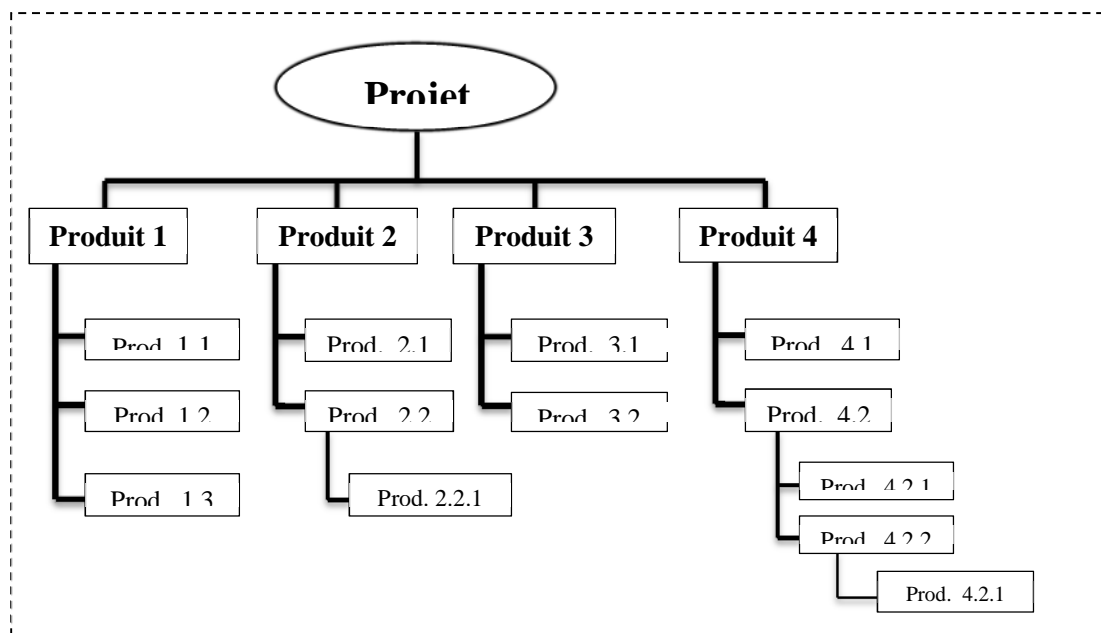 Projet
Produit 1
Produit 2
Produit 3
Produit 4
Prod. 1.1
Prod. 2.1
Prod. 3.1
Prod. 4.1
Prod. 1.2
Prod. 2.2
Prod. 3.2
Prod. 4.2
Prod. 1.3
Prod. 2.2.1
Prod. 4.2.1
Prod. 4.2.2
Prod. 4.2.1